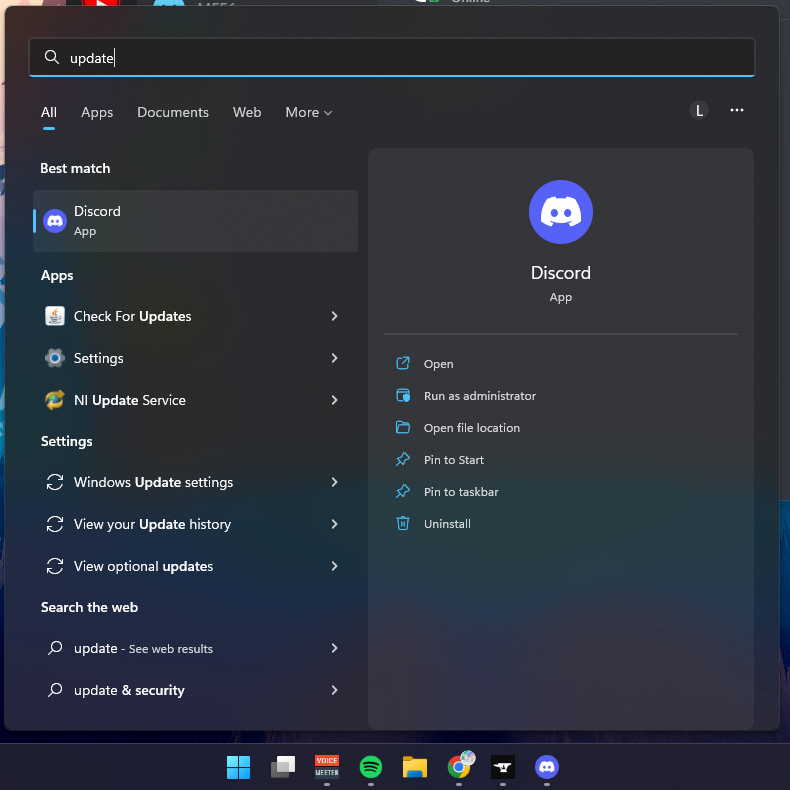 Online
update
All Apps Documents Web More
L
Best match
Discord
App
Apps
Check For Updates
Settings
NI Update Service
Settings
Windows Update settings
View your Update history
View optional updates
Search the web
update - See web results
update & security
Discord
App
Open
Run as administrator
Open file location
Pin to Start
Pin to taskbar
Uninstall
VOICE
MEETER